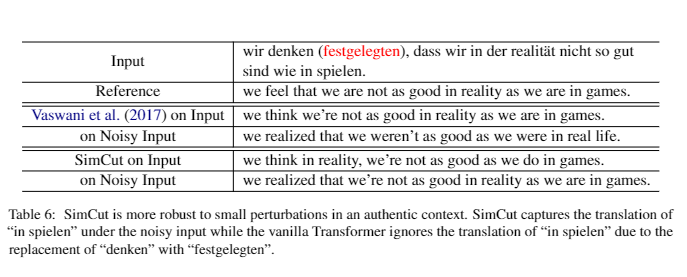 Input
wir denken (festgelegten), dass wir in der realität nicht so gut
sind wie in spielen.
Reference
we feel that we are not as good in reality as we are in games.
Vaswani et al. (2017) on Input
we think we're not as good in reality as we are in games.
on Noisy Input
we realized that we weren't as good as we were in real life.
SimCut on Input
we think in reality, we're not as good as we do in games.
on Noisy Input
we realized that we're not as good in reality as we are in games.
Table 6: SimCut is more robust to small perturbations in an authentic context. SimCut captures the translation of
“in spielen” under the noisy input while the vanilla Transformer ignores the translation of “in spielen” due to the
replacement of “denken” with “festgelegten”.